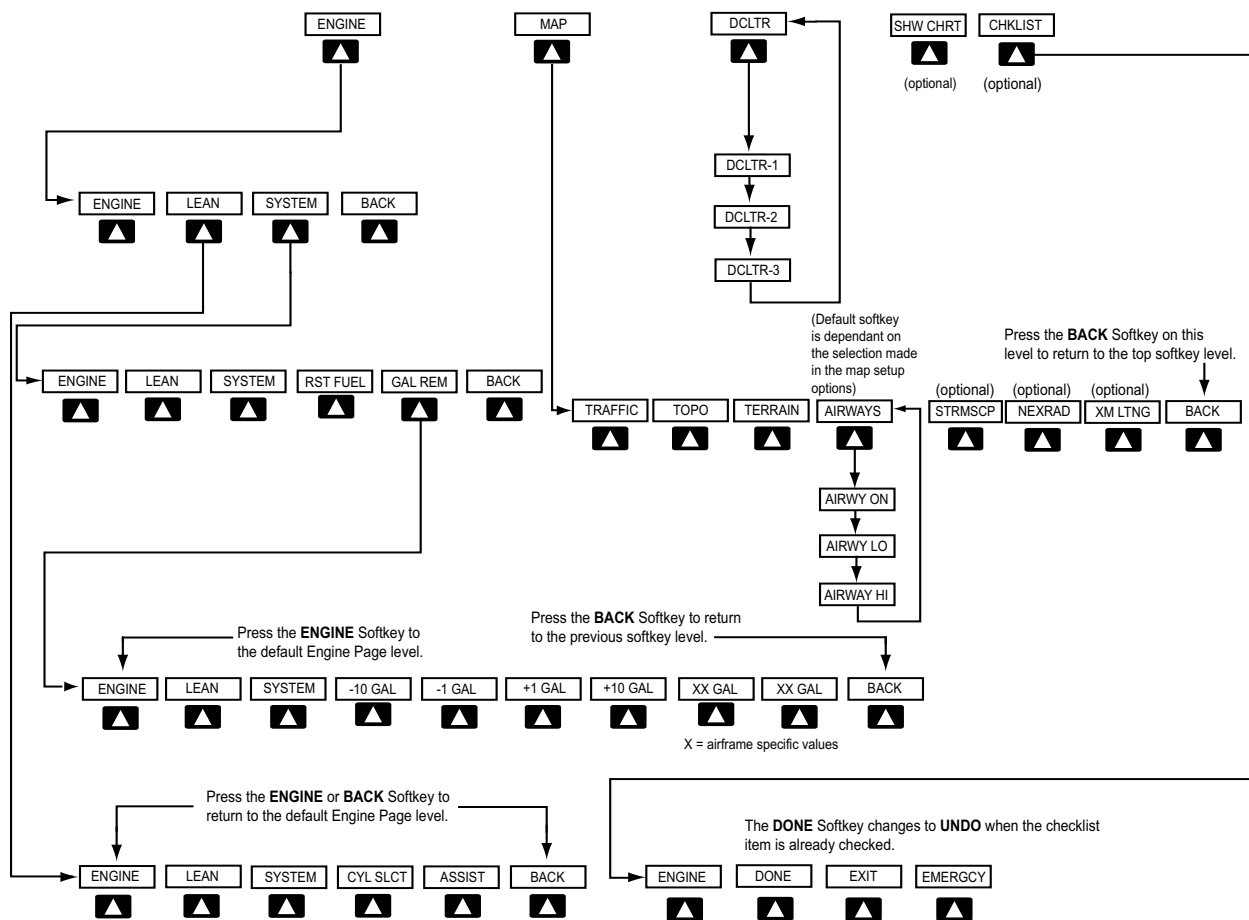 ENGINE
MAP
DCLTR
SHW CHRT
CHKLIST
(optional)
(optional)
DCLTR-1
DCLTR-2
DCLTR-3
ENGINE
LEAN
SYSTEM
BACK
(Default softkey
is dependant on
the selection made
in the map setup
options)
Press the BACK Softkey on this
level to return to the top softkey level.
ENGINE
LEAN
SYSTEM
RST FUEL
GAL REM
BACK
TRAFFIC
TOPO
TERRAIN
AIRWAYS
(optional)
STRMSCP
(optional)
NEXRAD
(optional)
XM LTNG
BACK
AIRWY ON
AIRWY LO
AIRWAY HI
Press the ENGINE Softkey to
the default Engine Page level.
Press the BACK Softkey to return
to the previous softkey level.
ENGINE
LEAN
SYSTEM
-10 GAL
-1 GAL
+1 GAL
+10 GAL
XX GAL
XX GAL
BACK
X = airframe specific values
Press the ENGINE or BACK Softkey to
return to the default Engine Page level.
ENGINE
LEAN
SYSTEM
CYL SLCT
ASSIST
BACK
The DONE Softkey changes to UNDO when the checklist
item is already checked.
ENGINE
DONE
EXIT
EMERGCY